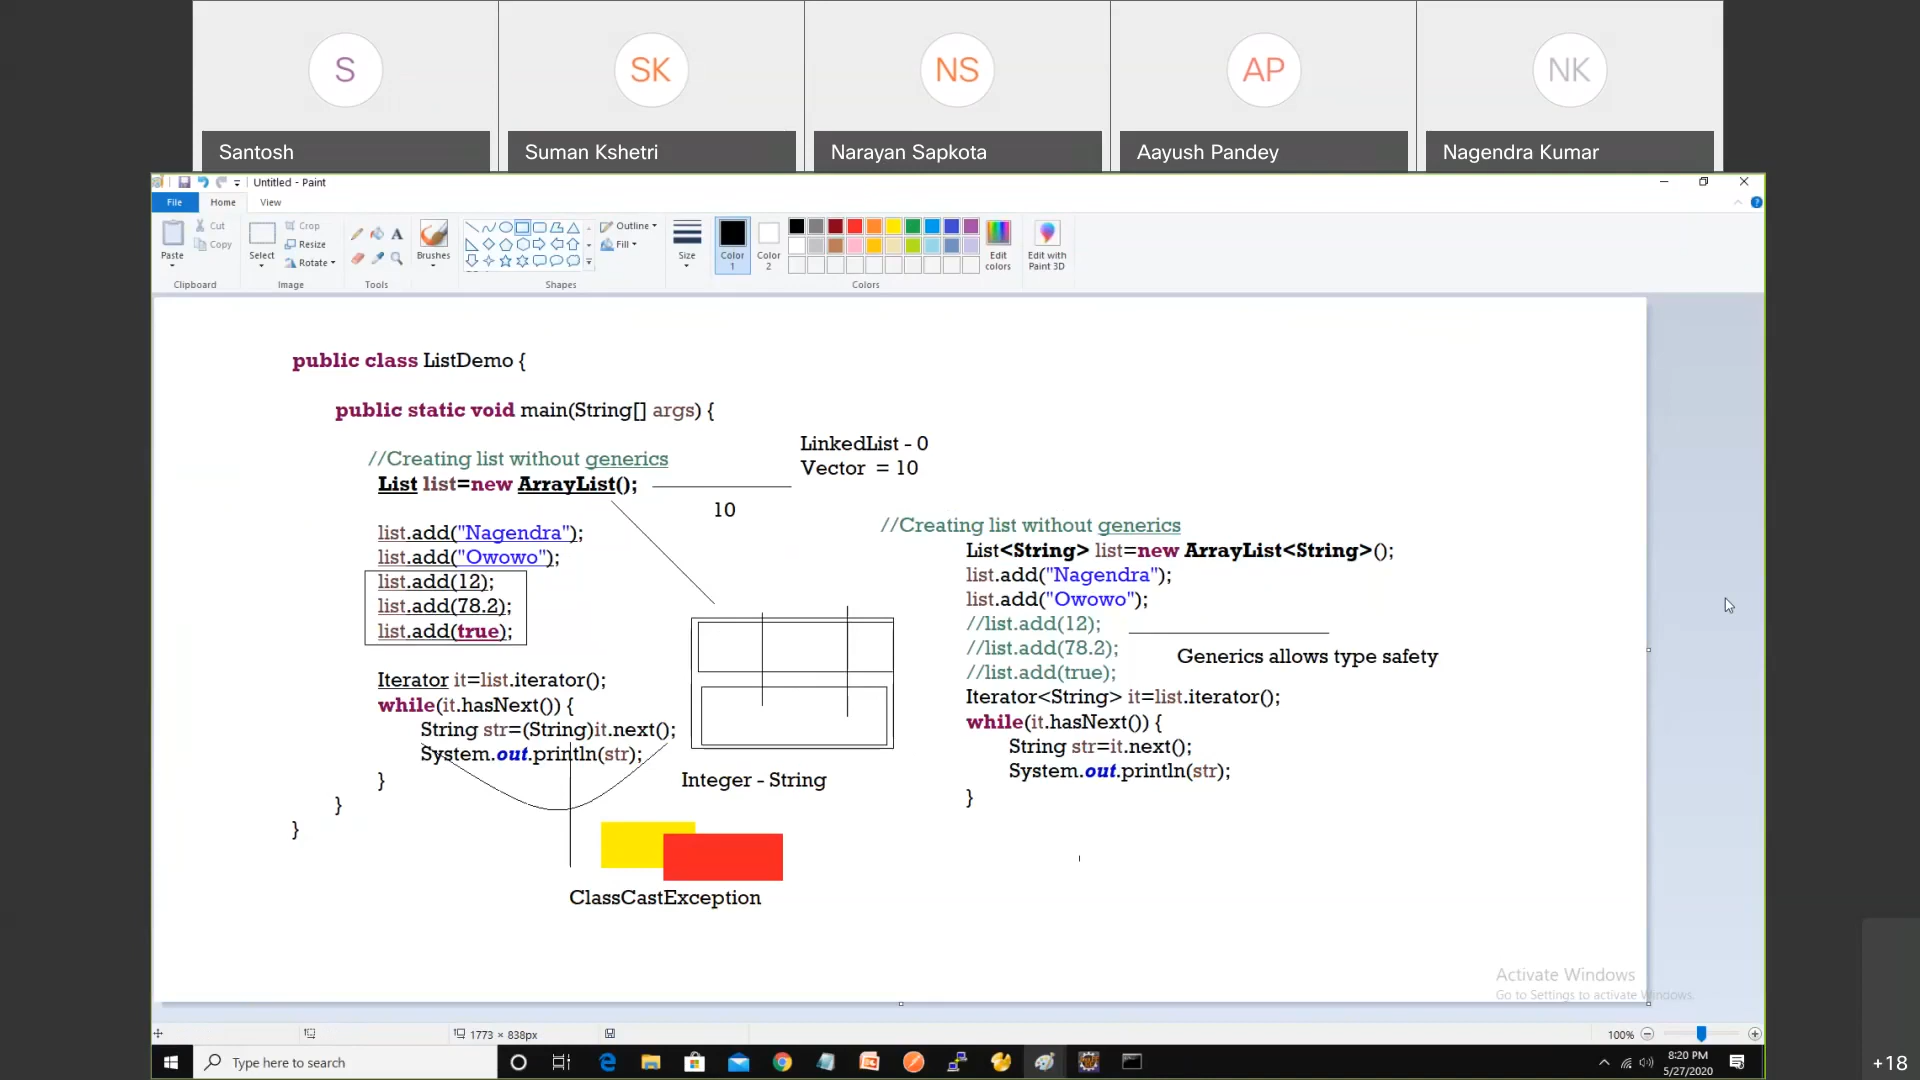 S
SK
NS
AP
NK
Santosh
Suman Kshetri
Narayan Sapkota
Aayush Pandey
Nagendra Kumar
Untitled - Paint
File
Home
View
Paste
Cut
Copy
Clipboard
Select
Crop
Resize
Rotate
Image
A
Tools
Brushes
Outline
Fill
Shapes
Size
Color 1
Color 2
Edit colors
Colors
Edit with Paint 3D
public class ListDemo {
public static void main(String[] args) {
//Creating list without generics
List list=new ArrayList();
list.add("Nagendra");
list.add("Owowo");
list.add(12);
list.add(78.2);
list.add(true);
Iterator it=list.iterator();
while(it.hasNext()) {
String str=(String)it.next();
System.out.println(str);
}
}
}
LinkedList - 0
Vector = 10
10
Integer - String
ClassCastException
//Creating list without generics
List<String> list=new ArrayList<String>();
list.add("Nagendra");
list.add("Owowo");
//list.add(12);
//list.add(78.2);
//list.add(true);
Generics allows type safety
Iterator<String> it=list.iterator();
while(it.hasNext()) {
String str=it.next();
System.out.println(str);
}
Activate Windows
Go to Settings to activate Windows.
1773 × 838px
100%
Type here to search
8:20 PM
5/27/2020
+18